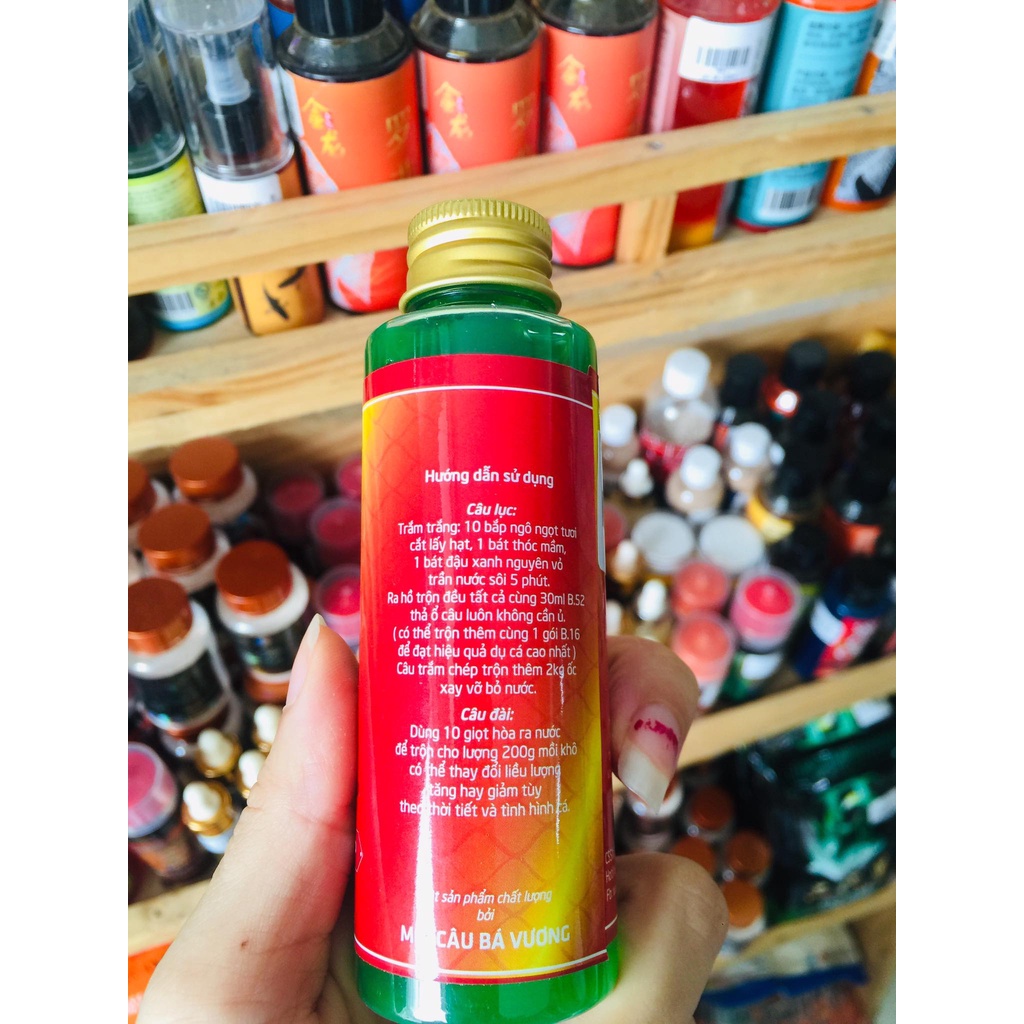 Hướng dẫn sử dụng
Câu lục:
Trắm trắng: 10 bắp ngô ngọt tươi
cắt lấy hạt, 1 bát thóc mầm,
1 bát đậu xanh nguyên vỏ
trần nước sôi 5 phút.
Ra hồ trộn đều tất cả cùng 30ml B.52
thả ổ câu luôn không cần ủ.
( có thể trộn thêm cùng 1 gói B.16
để đạt hiệu quả dụ cá cao nhất )
Câu trắm chép trộn thêm 2kg ốc
xay vỡ bỏ nước.
Câu đài:
Dùng 10 giọt hòa ra nước
để trộn cho lượng 200g mồi khô
có thể thay đổi liều lượng
tăng hay giảm tùy
theo thời tiết và tình hình cá.
sản phẩm chất lượng
bởi
CÂU BÁ VƯƠNG